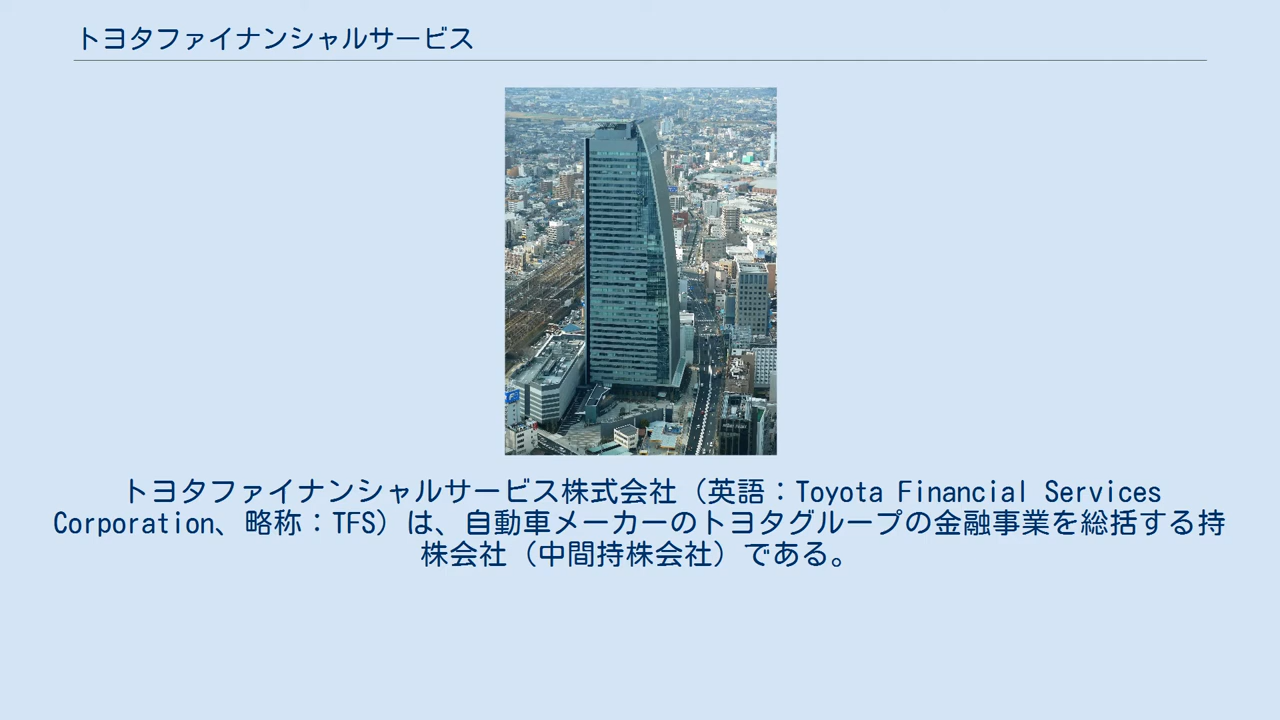 トヨタファイナンシャルサービス
トヨタファイナンシャルサービス株式会社（英語：Toyota Financial Services
Corporation、略称：TFS）は、自動車メーカーのトヨタグループの金融事業を総括する持
株会社（中間持株会社）である。